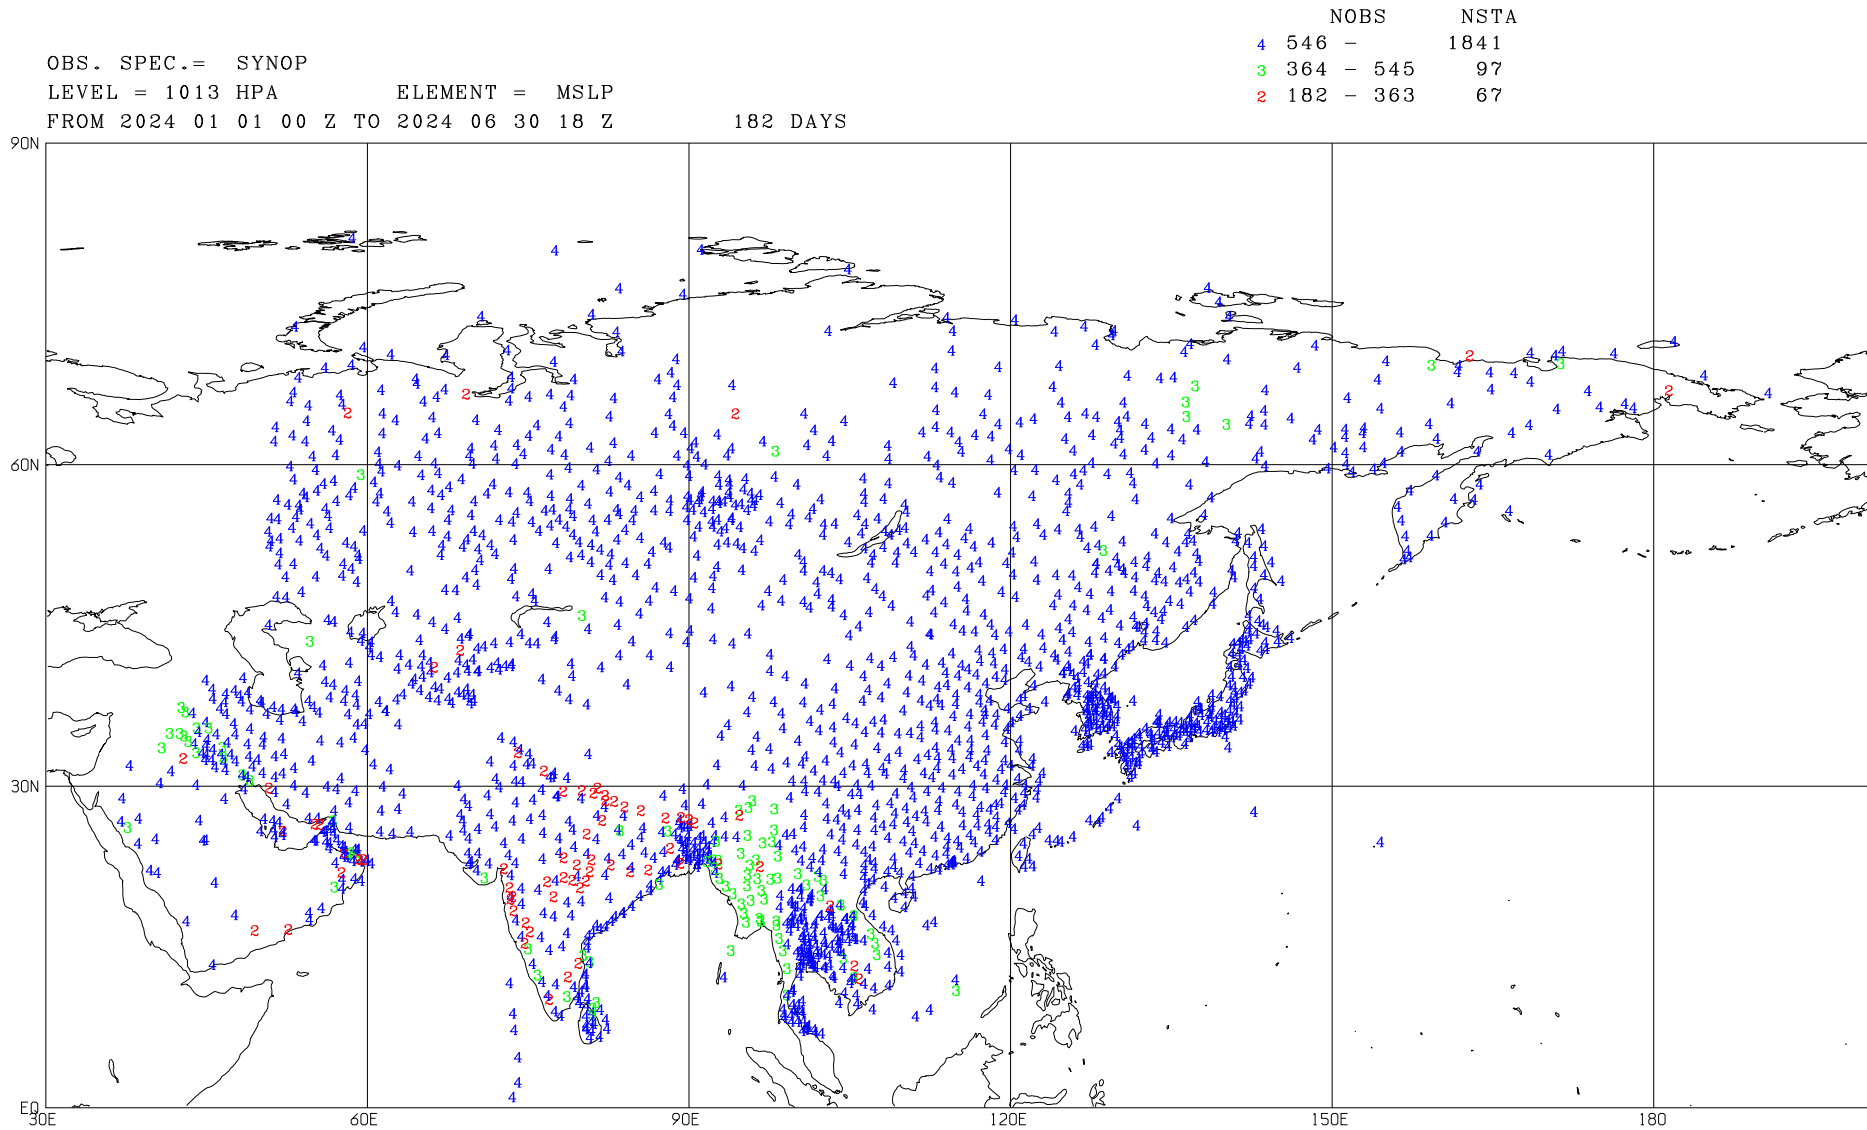 NOBS NSTA
4 546 - 1841
3 364 - 545 97
2 182 - 363 67
OBS. SPEC.= SYNOP
LEVEL = 1013 HPA ELEMENT = MSLP
FROM 2024 01 01 00 Z TO 2024 06 30 18 Z 182 DAYS
90N
60N
30N
EQ
30E 60E 90E 120E 150E 180